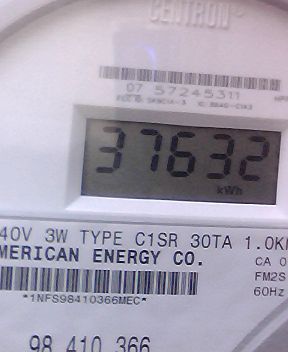 CENTRON
07 57245311
37632
kWh
40V 3W TYPE C1SR 30TA 1.0K
MERICAN ENERGY CO.
CA 0
FM2S
*1NFS98410366MEC*
60Hz
98 410 366